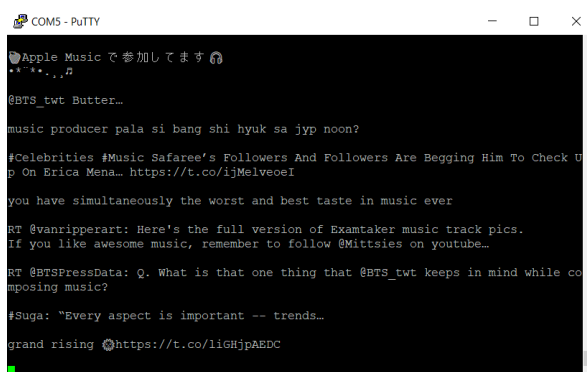 COM5 - PuTTY
🍎Apple Music で参加してます🎧
•*¨*•.¸¸♬
@BTS_twt Butter…
music producer pala si bang shi hyuk sa jyp noon?
#Celebrities #Music Safaree’s Followers And Followers Are Begging Him To Check U
p On Erica Mena… https://t.co/ijMelveoeI
you have simultaneously the worst and best taste in music ever
RT @vanripperart: Here's the full version of Examtaker music track pics.
If you like awesome music, remember to follow @Mittsies on youtube…
RT @BTSPressData: Q. What is that one thing that @BTS_twt keeps in mind while co
mposing music?
#Suga: “Every aspect is important -- trends…
grand rising 🌞https://t.co/liGHjpAEDC